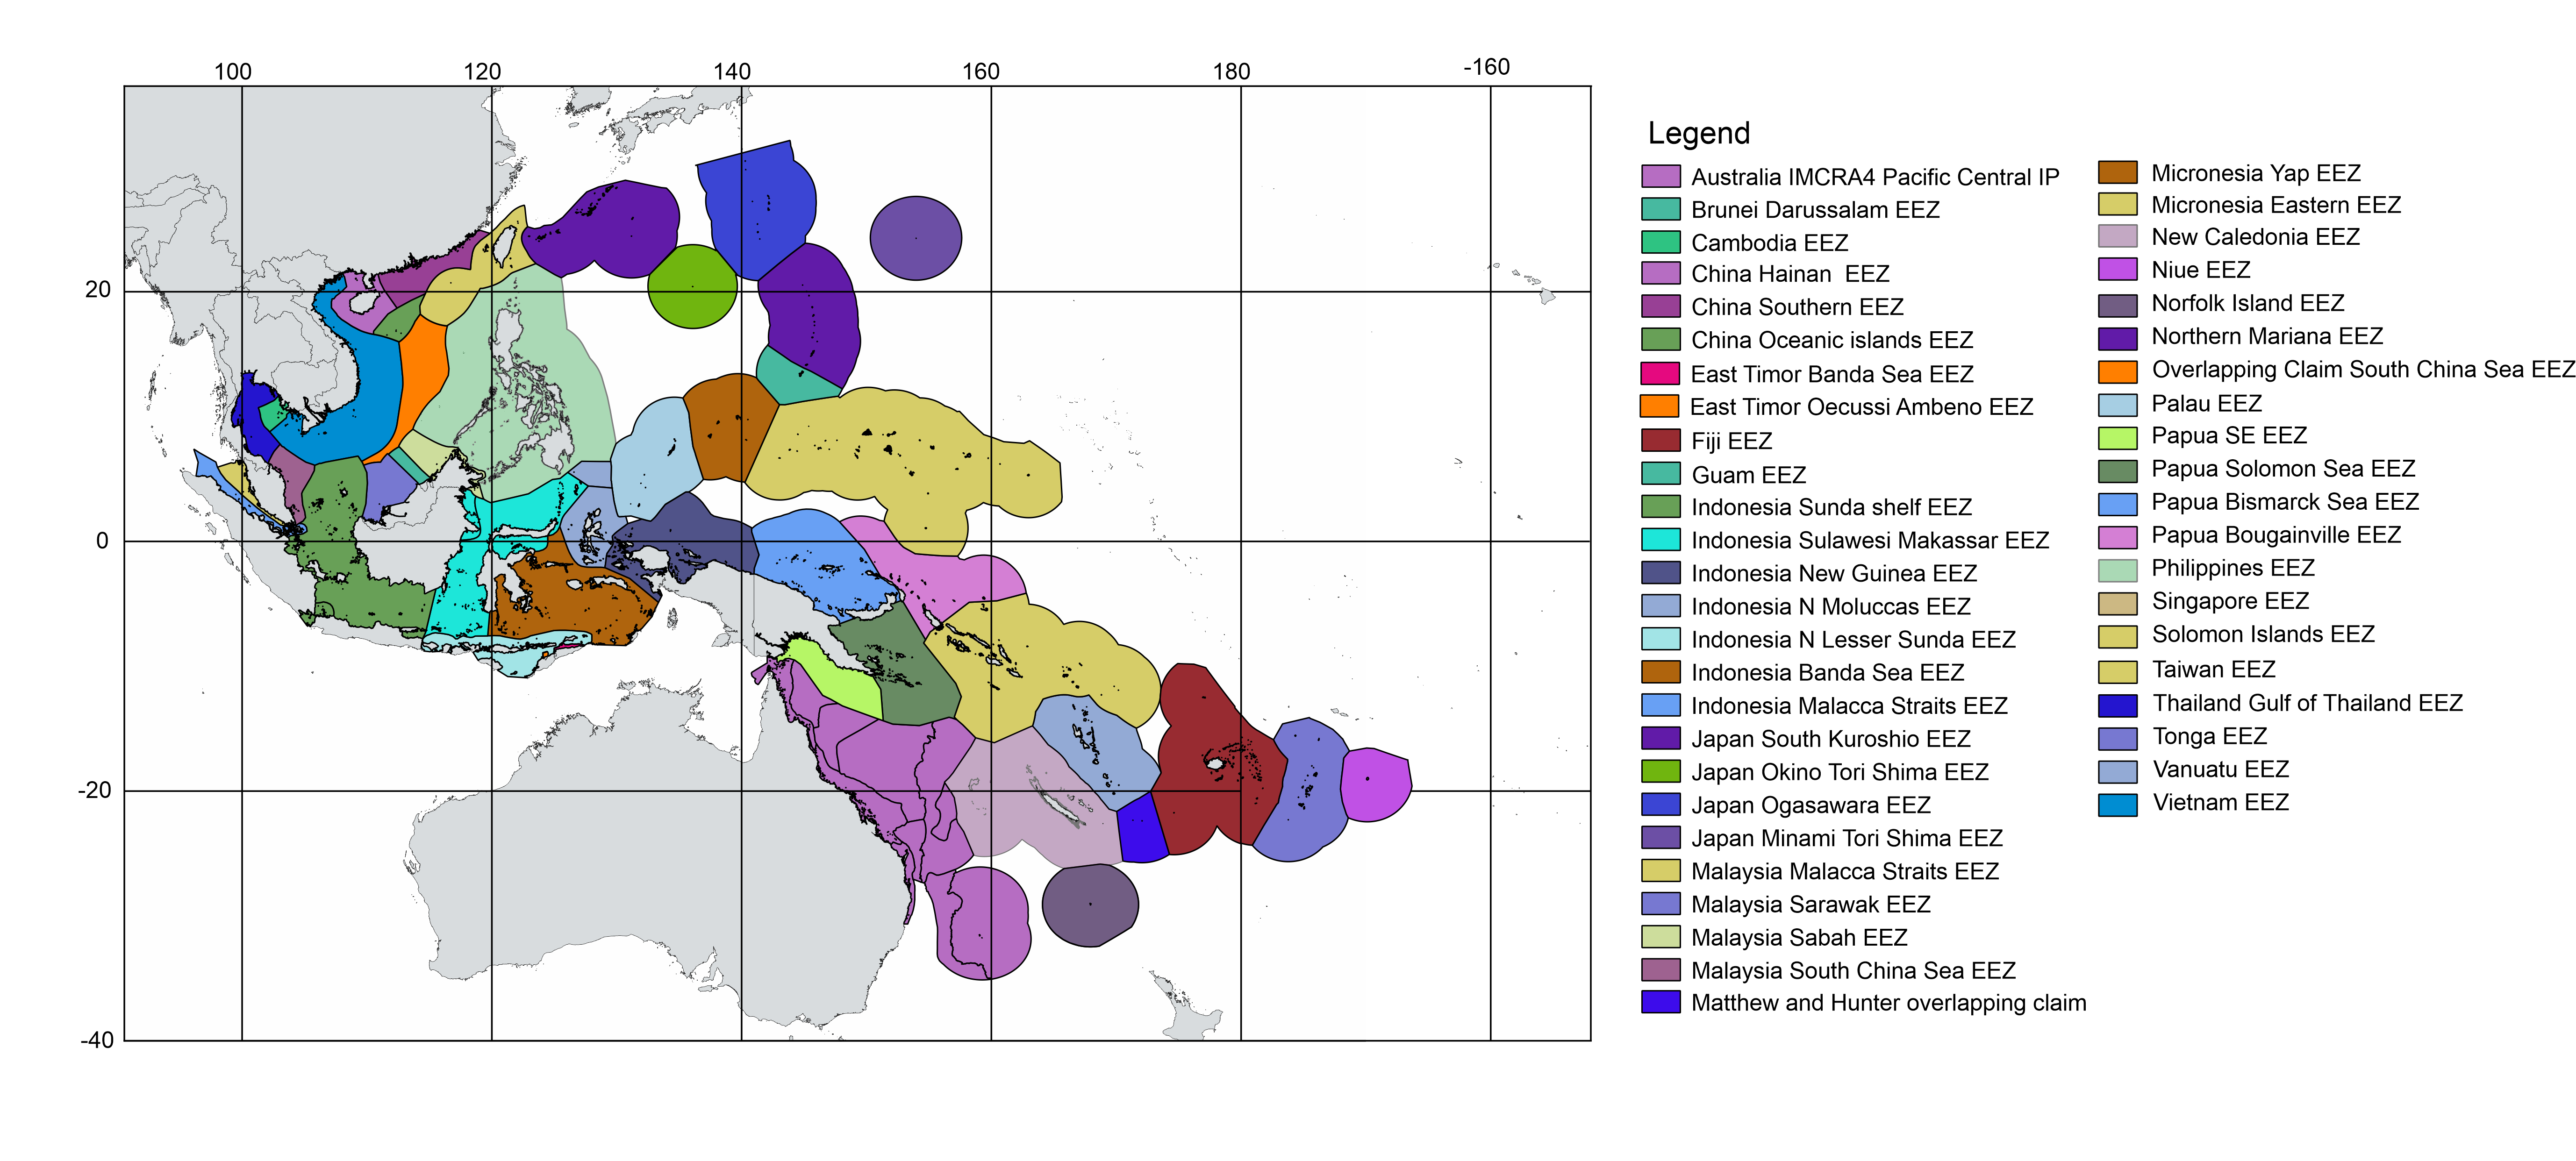 100 120 140 160 180 -160
20
0
-20
-40
Legend
Australia IMCRA4 Pacific Central IP
Brunei Darussalam EEZ
Cambodia EEZ
China Hainan  EEZ
China Southern EEZ
China Oceanic islands EEZ
East Timor Banda Sea EEZ
East Timor Oecussi Ambeno EEZ
Fiji EEZ
Guam EEZ
Indonesia Sunda shelf EEZ
Indonesia Sulawesi Makassar EEZ
Indonesia New Guinea EEZ
Indonesia N Moluccas EEZ
Indonesia N Lesser Sunda EEZ
Indonesia Banda Sea EEZ
Indonesia Malacca Straits EEZ
Japan South Kuroshio EEZ
Japan Okino Tori Shima EEZ
Japan Ogasawara EEZ
Japan Minami Tori Shima EEZ
Malaysia Malacca Straits EEZ
Malaysia Sarawak EEZ
Malaysia Sabah EEZ
Malaysia South China Sea EEZ
Matthew and Hunter overlapping claim
Micronesia Yap EEZ
Micronesia Eastern EEZ
New Caledonia EEZ
Niue EEZ
Norfolk Island EEZ
Northern Mariana EEZ
Overlapping Claim South China Sea EEZ
Palau EEZ
Papua SE EEZ
Papua Solomon Sea EEZ
Papua Bismarck Sea EEZ
Papua Bougainville EEZ
Philippines EEZ
Singapore EEZ
Solomon Islands EEZ
Taiwan EEZ
Thailand Gulf of Thailand EEZ
Tonga EEZ
Vanuatu EEZ
Vietnam EEZ